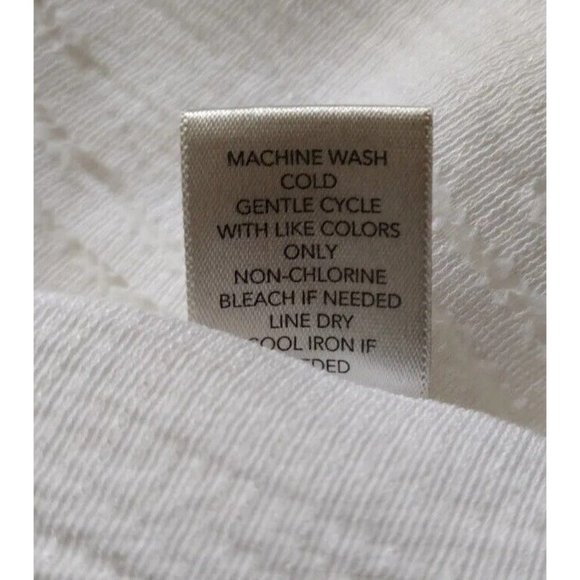 MACHINE WASH
COLD
GENTLE CYCLE
WITH LIKE COLORS
ONLY
NON-CHLORINE
BLEACH IF NEEDED
LINE DRY
COOL IRON IF
NEEDED